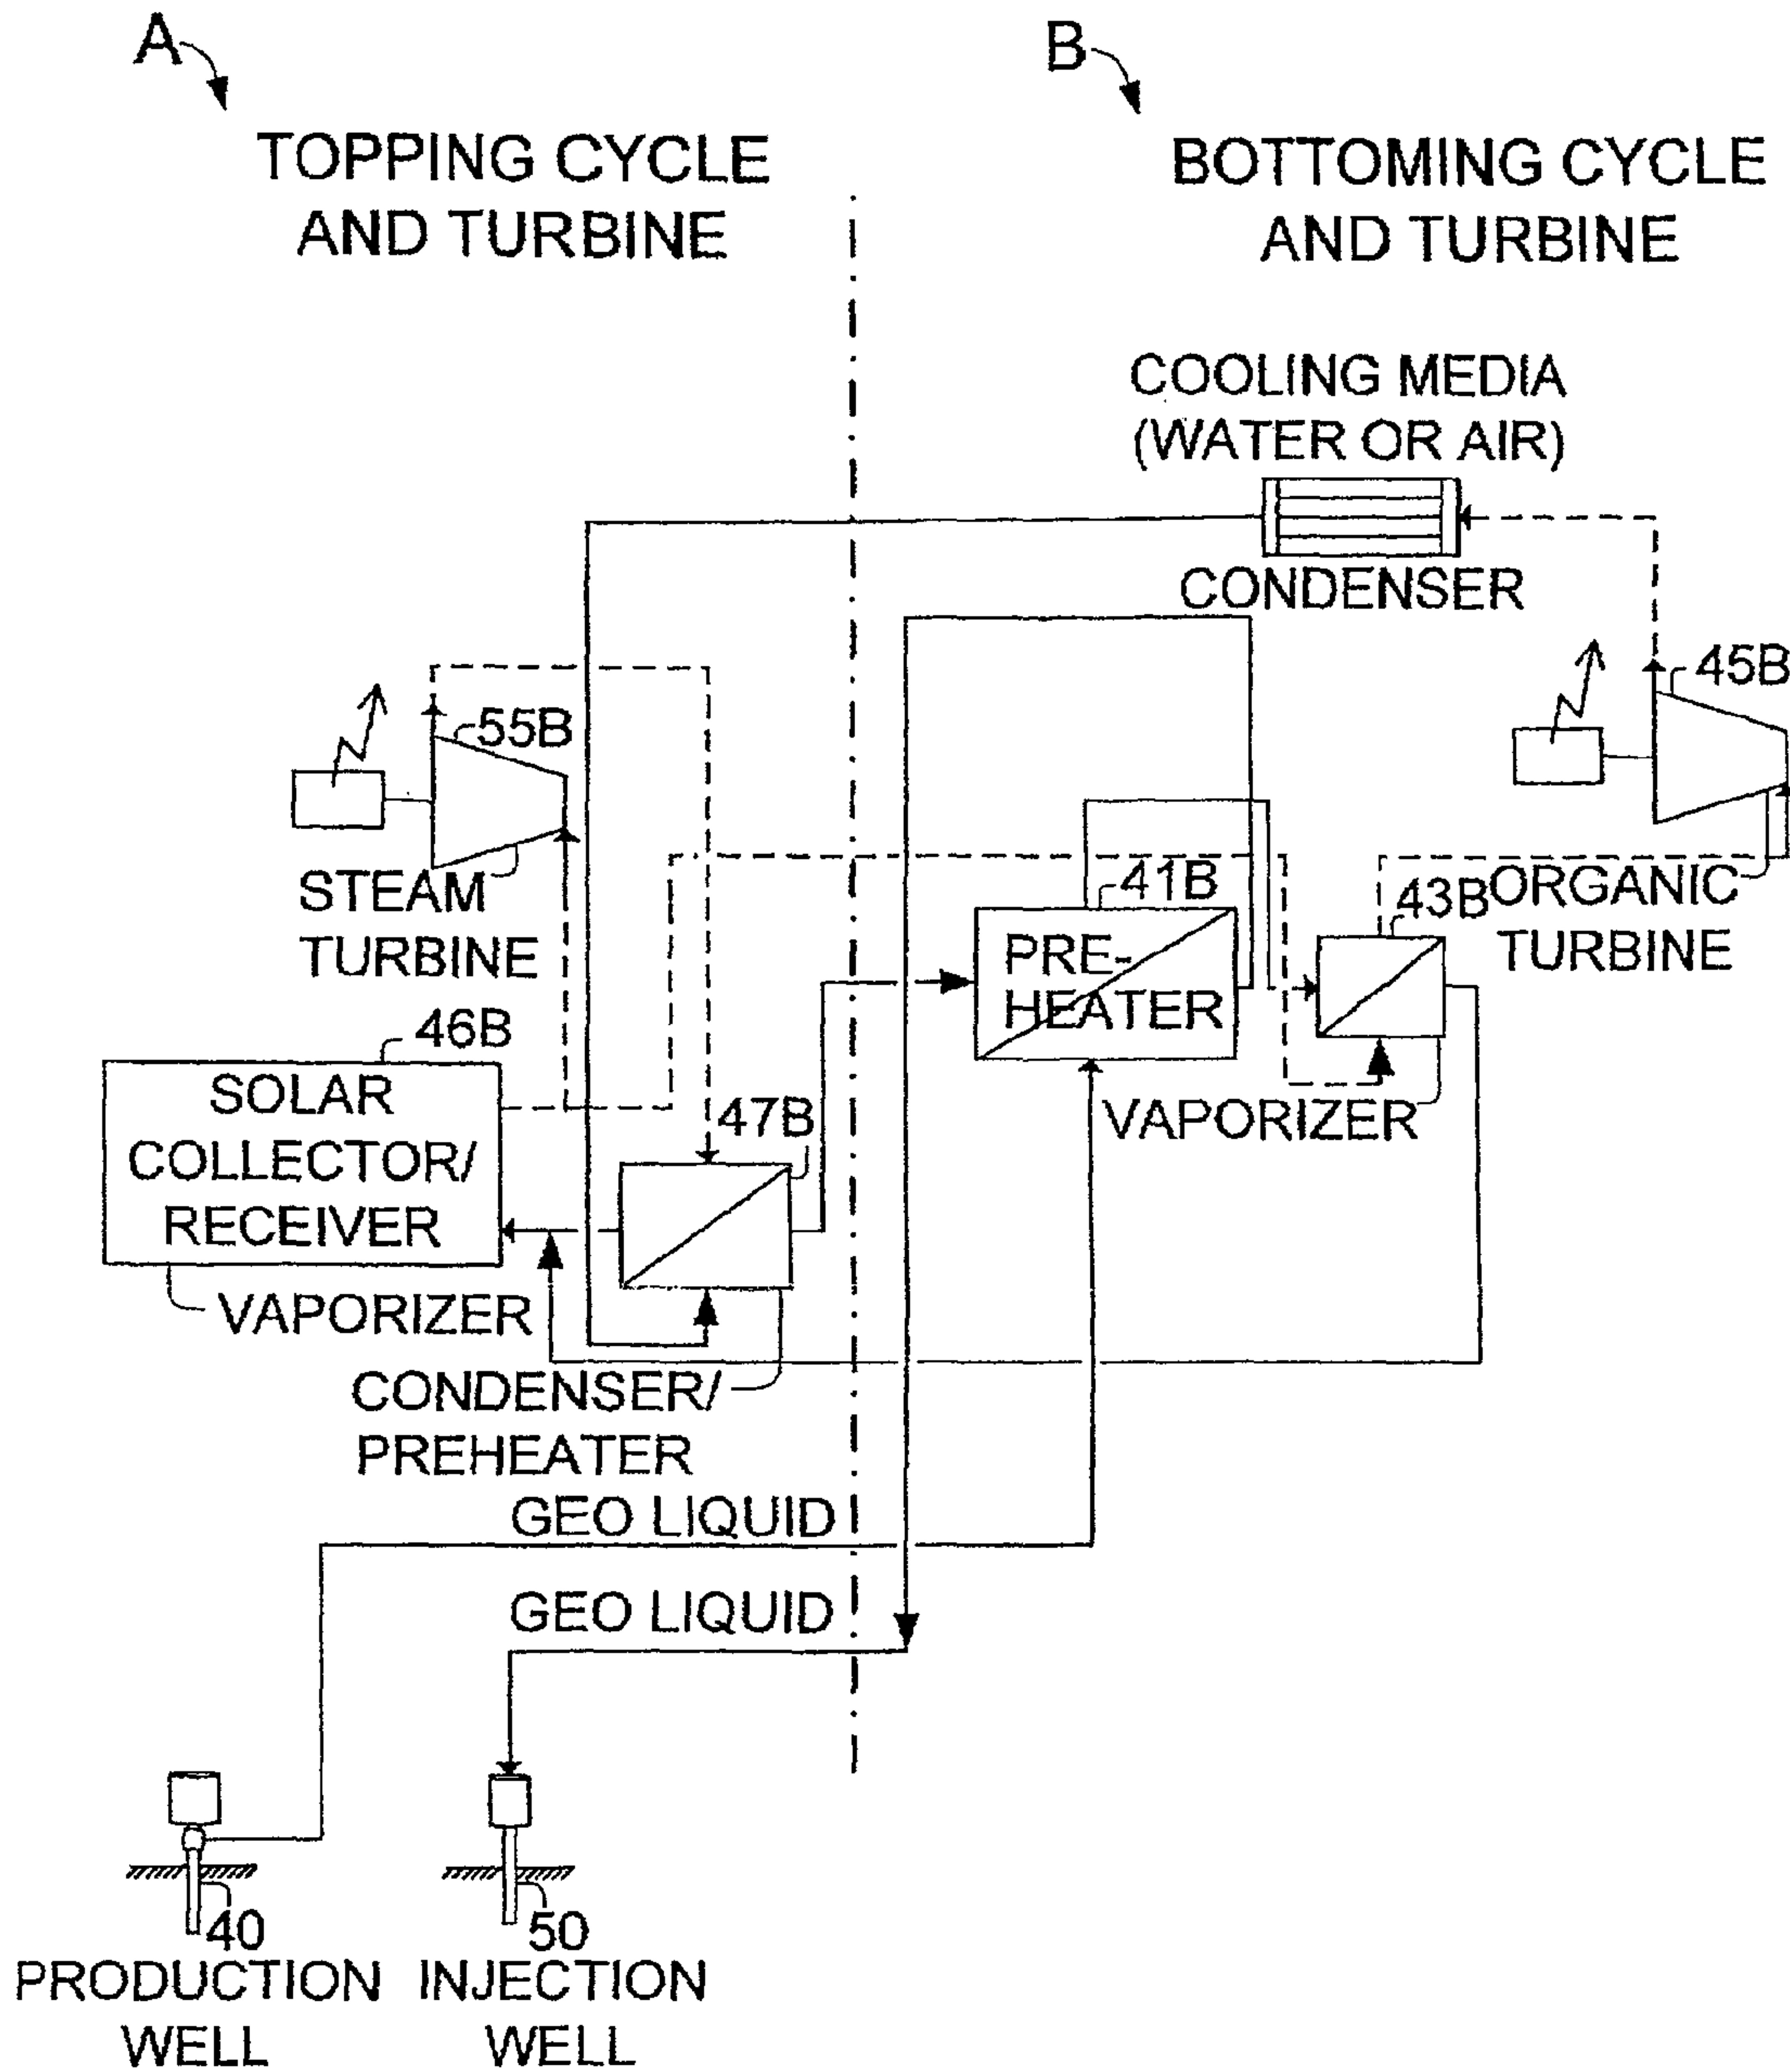 A
B
TOPPING CYCLE
AND TURBINE
BOTTOMING CYCLE
AND TURBINE
COOLING MEDIA
(WATER OR AIR)
CONDENSER
45B
55B
STEAM
TURBINE
41B
43B
ORGANIC
TURBINE
PRE-
HEATER
46B
SOLAR
COLLECTOR/
RECEIVER
47B
VAPORIZER
VAPORIZER
CONDENSER/
PREHEATER
GEO LIQUID
GEO LIQUID
40
50
PRODUCTION
WELL
INJECTION
WELL